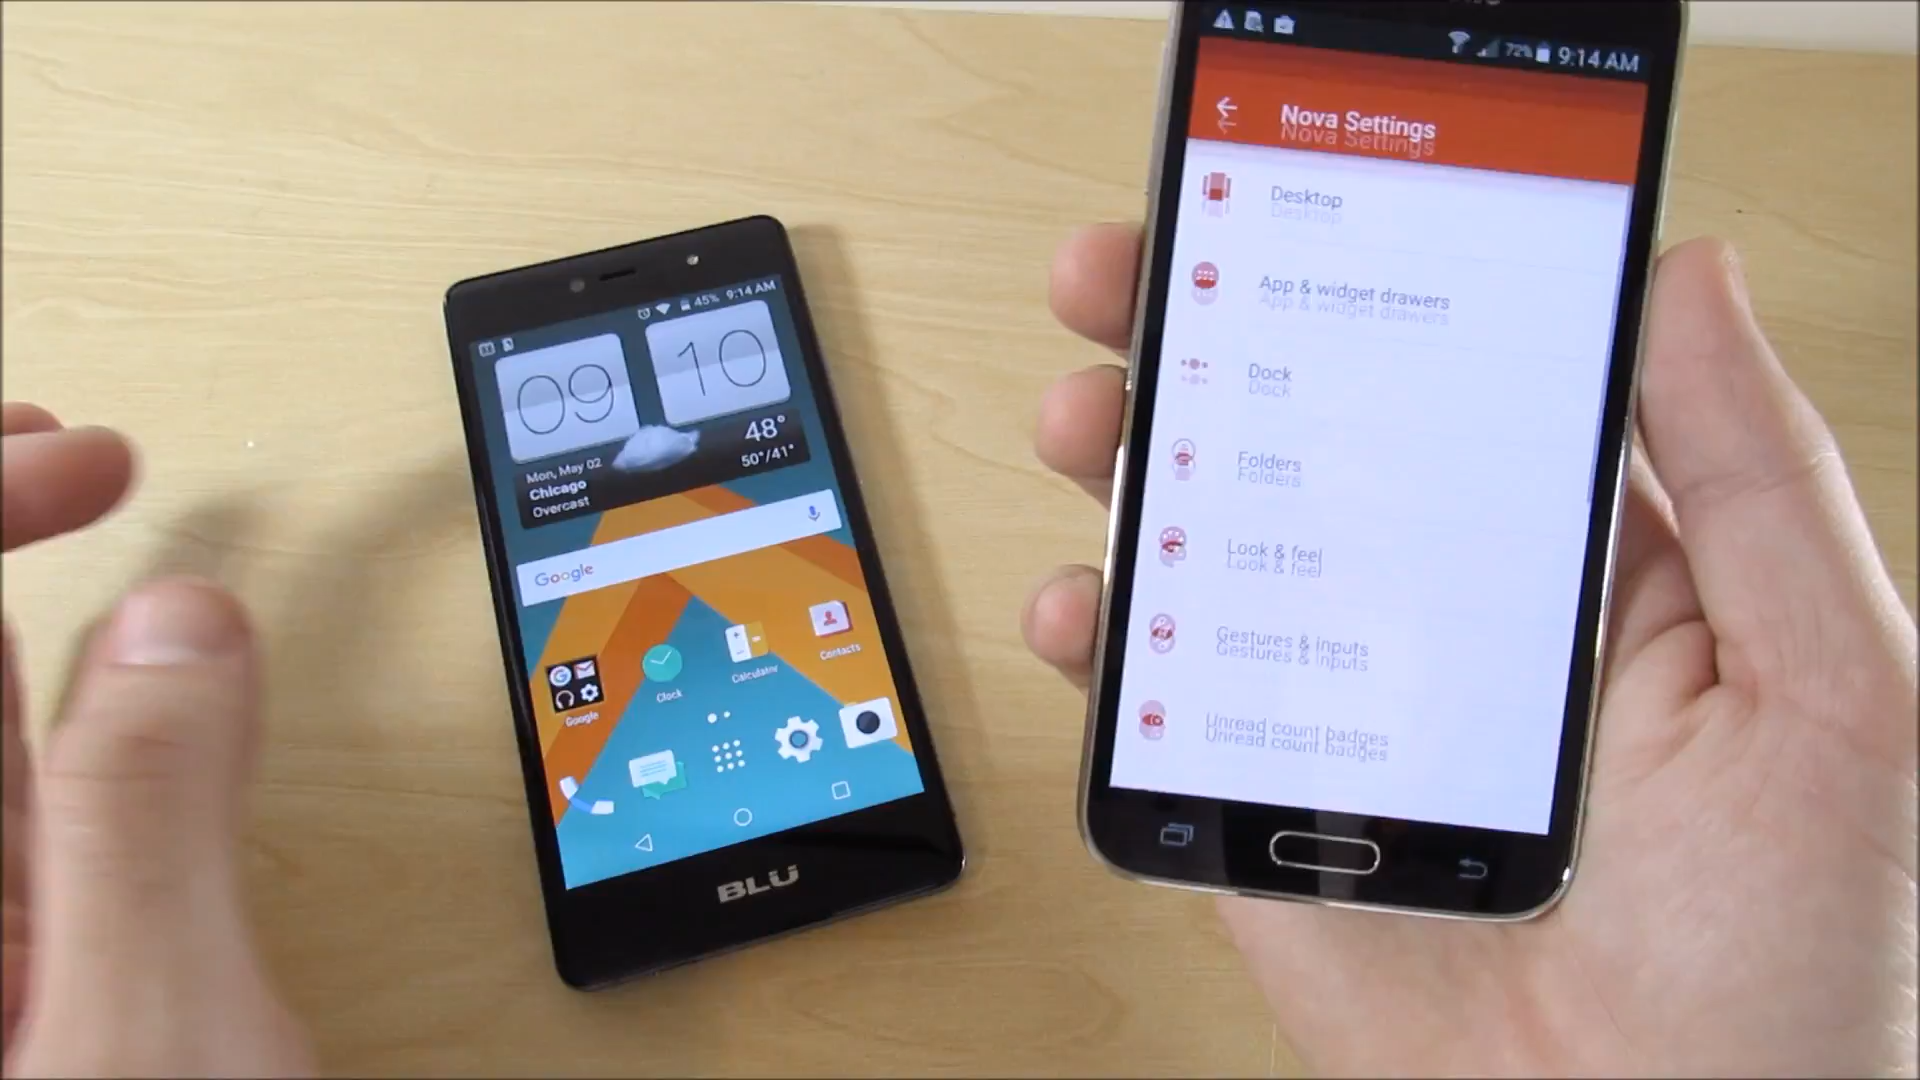 45% 9:14 AM
09 10
48°
50°/41°
Mon, May 02
Chicago
Overcast
Google
Google
Clock
Calculator
Contacts
BLU
72% 9:14 AM
Nova Settings
Desktop
App & widget drawers
Dock
Folders
Look & feel
Gestures & inputs
Unread count badges